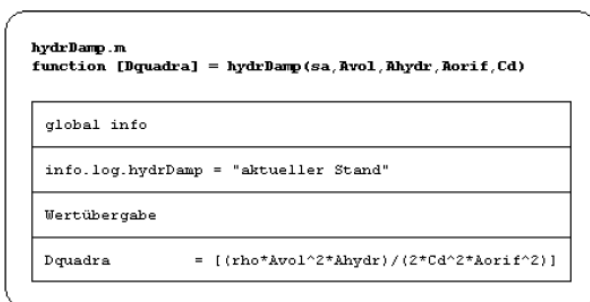 hydrDamp.m
function [Dquadra] = hydrDamp(sa,Avol,Ahydr,Aorif,Cd)
global info
info.log.hydrDamp = "aktueller Stand"
Wertübergabe
Dquadra = [(rho*Avol^2*Ahydr)/(2*Cd^2*Aorif^2)]